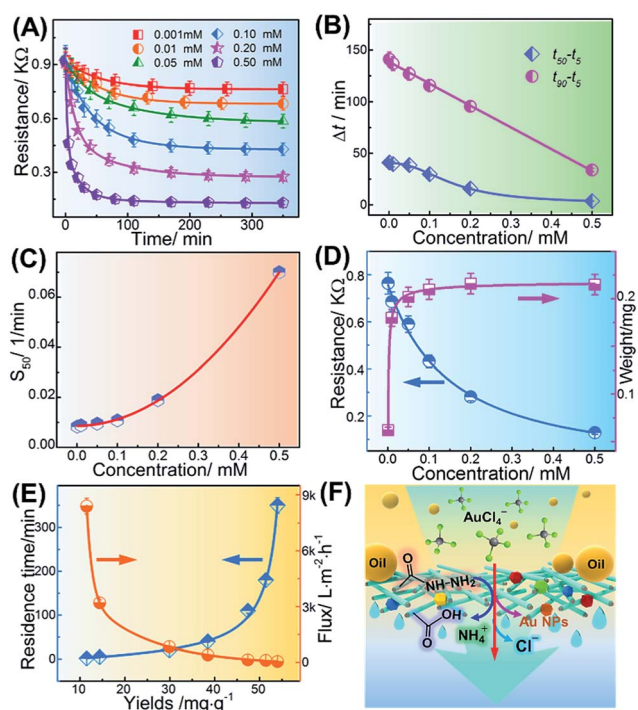 (A)
0.001mM 0.10 mM
0.01 mM 0.20 mM
0.05 mM 0.50 mM
Resistance/ KΩ
1.2
0.9
0.6
0.3
0 100 200 300
Time/ min
(B)
t50-t5
t90-t5
Δt / min
150
100
50
0
0.0 0.1 0.2 0.3 0.4 0.5
Concentration/ mM
(C)
S50/ 1/min
0.06
0.04
0.02
0.00
0.0 0.1 0.2 0.3 0.4 0.5
Concentration/ mM
(D)
Resistance/ KΩ
0.8
0.6
0.4
0.2
0.2
0.1
Weight/mg
0.0 0.1 0.2 0.3 0.4 0.5
Concentration/ mM
(E)
Residence time/min
300
200
100
0
9k
6k
3k
0
Flux/ L·m-2·h-1
10 20 30 40 50
Yields /mg·g-1
(F)
AuCl4−
Oil
Oil
O
NH-NH2
OH
O
NH4+
Au NPs
Cl−